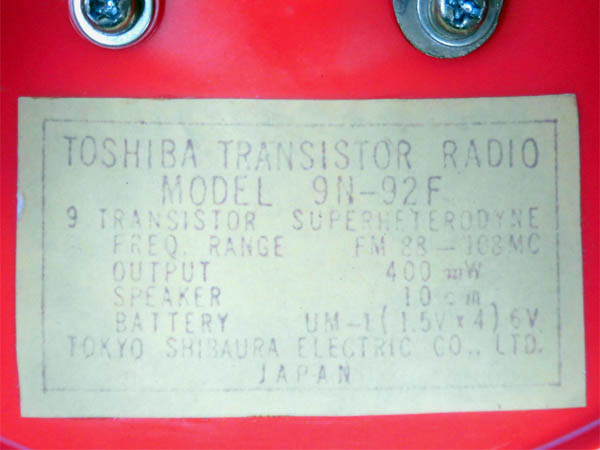 TOSHIBA TRANSISTOR RADIO
MODEL 9N-92F
9 TRANSISTOR SUPERHETERODYNE
FREQ. RANGE FM 88-108MC
OUTPUT 400 mW
SPEAKER 10 cm
BATTERY UM-1 (1.5V x 4) 6V
TOKYO SHIBAURA ELECTRIC CO., LTD.
JAPAN